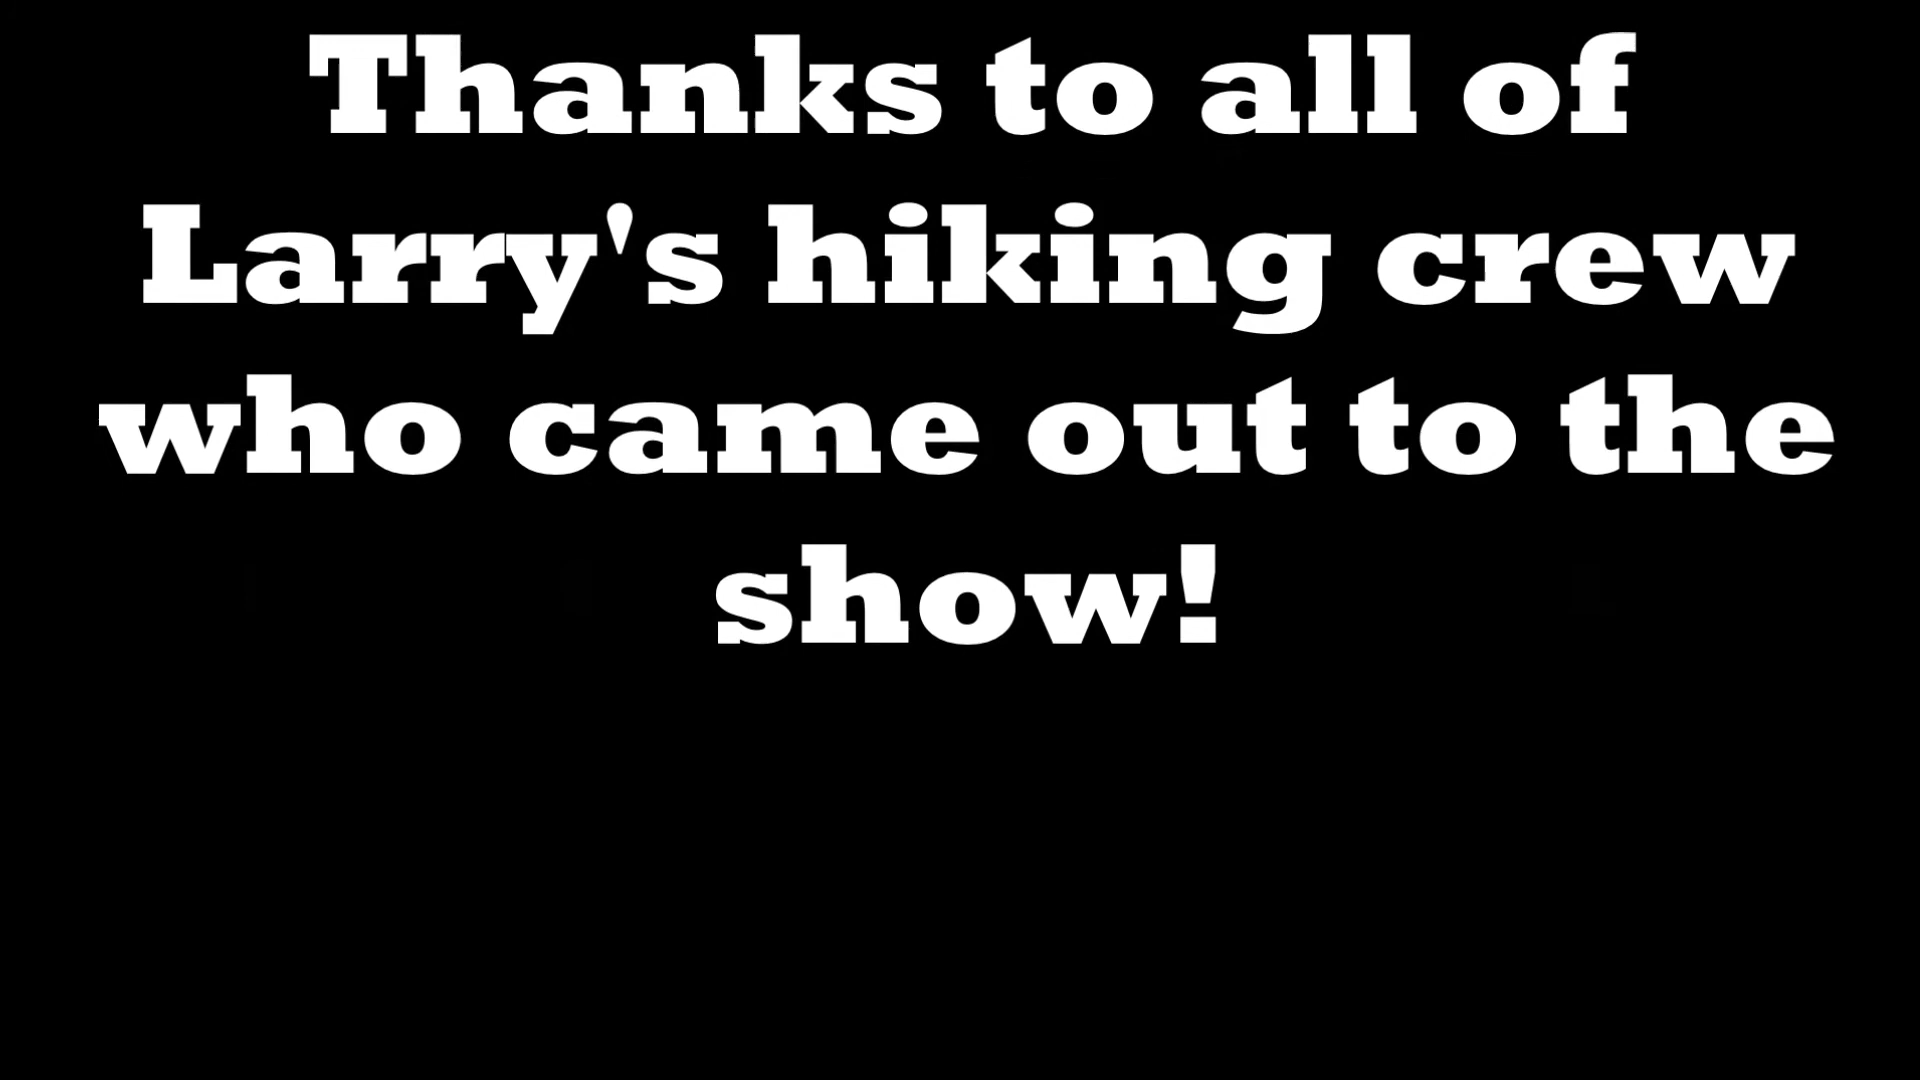 Thanks to all of
Larry's hiking crew
who came out to the
show!